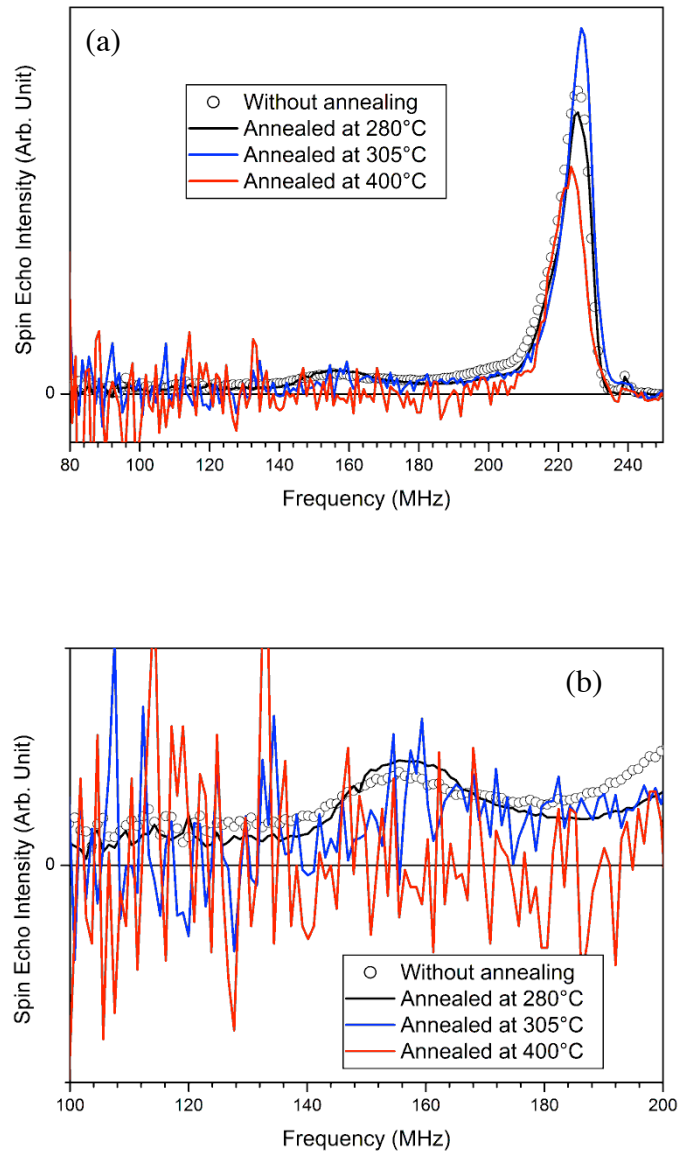 (a)
Without annealing
Annealed at 280°C
Annealed at 305°C
Annealed at 400°C
Spin Echo Intensity (Arb. Unit)
0
80 100 120 140 160 180 200 220 240
Frequency (MHz)
(b)
Spin Echo Intensity (Arb. Unit)
0
Without annealing
Annealed at 280°C
Annealed at 305°C
Annealed at 400°C
100 120 140 160 180 200
Frequency (MHz)